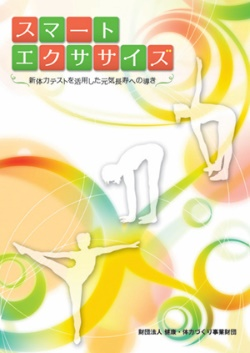 スマート
エクササイズ
新体力テストを活用した元気長寿への導き
財団法人 健康・体力づくり事業財団